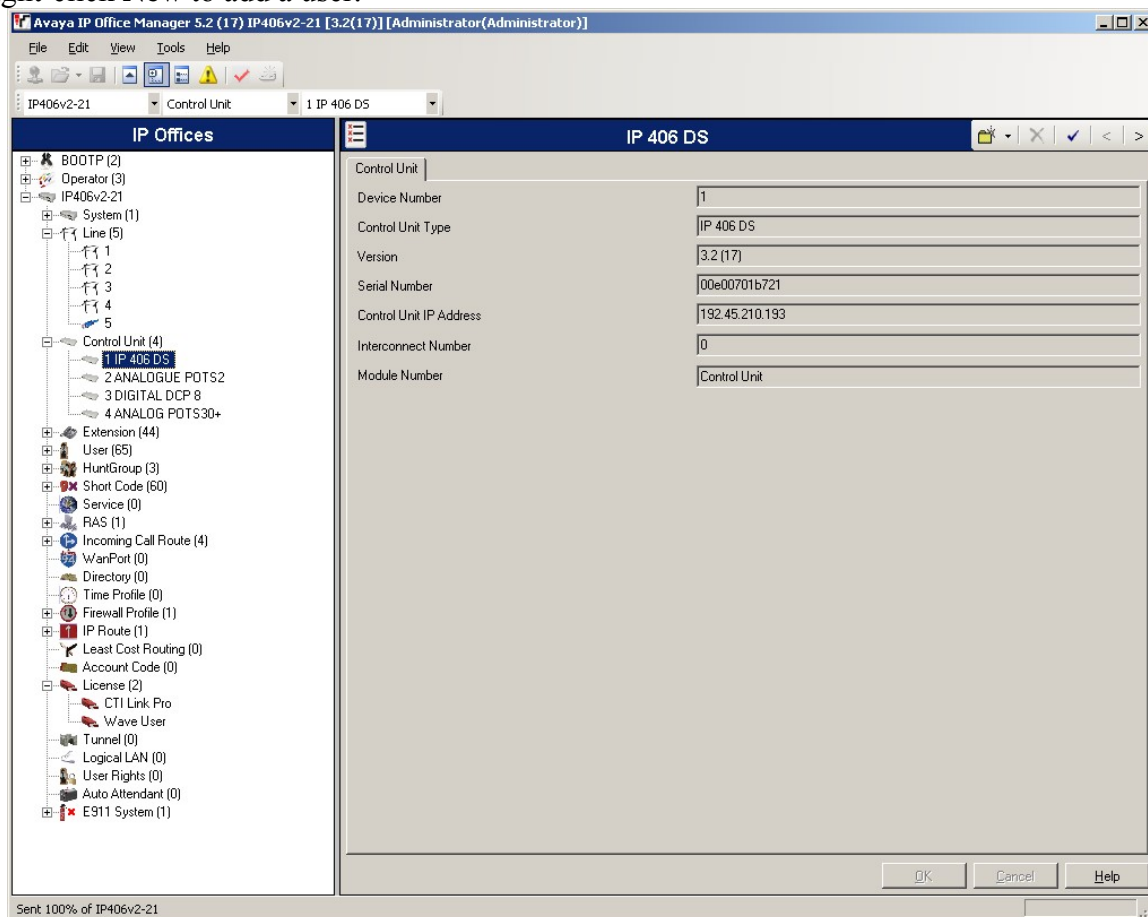 ght-click New to add a user.
Avaya IP Office Manager 5.2 (17) IP406v2-21 [3.2(17)] [Administrator(Administrator)]
File Edit View Tools Help
IP406v2-21 Control Unit 1 IP 406 DS
IP Offices
IP 406 DS
BOOTP (2)
Operator (3)
IP406v2-21
System (1)
Line (5)
1
2
3
4
5
Control Unit (4)
1 IP 406 DS
2 ANALOGUE POTS2
3 DIGITAL DCP 8
4 ANALOG POTS30+
Extension (44)
User (65)
HuntGroup (3)
Short Code (60)
Service (0)
RAS (1)
Incoming Call Route (4)
WanPort (0)
Directory (0)
Time Profile (0)
Firewall Profile (1)
IP Route (1)
Least Cost Routing (0)
Account Code (0)
License (2)
CTI Link Pro
Wave User
Tunnel (0)
Logical LAN (0)
User Rights (0)
Auto Attendant (0)
E911 System (1)
Control Unit
Device Number 1
Control Unit Type IP 406 DS
Version 3.2 (17)
Serial Number 00e00701b721
Control Unit IP Address 192.45.210.193
Interconnect Number 0
Module Number Control Unit
OK Cancel Help
Sent 100% of IP406v2-21